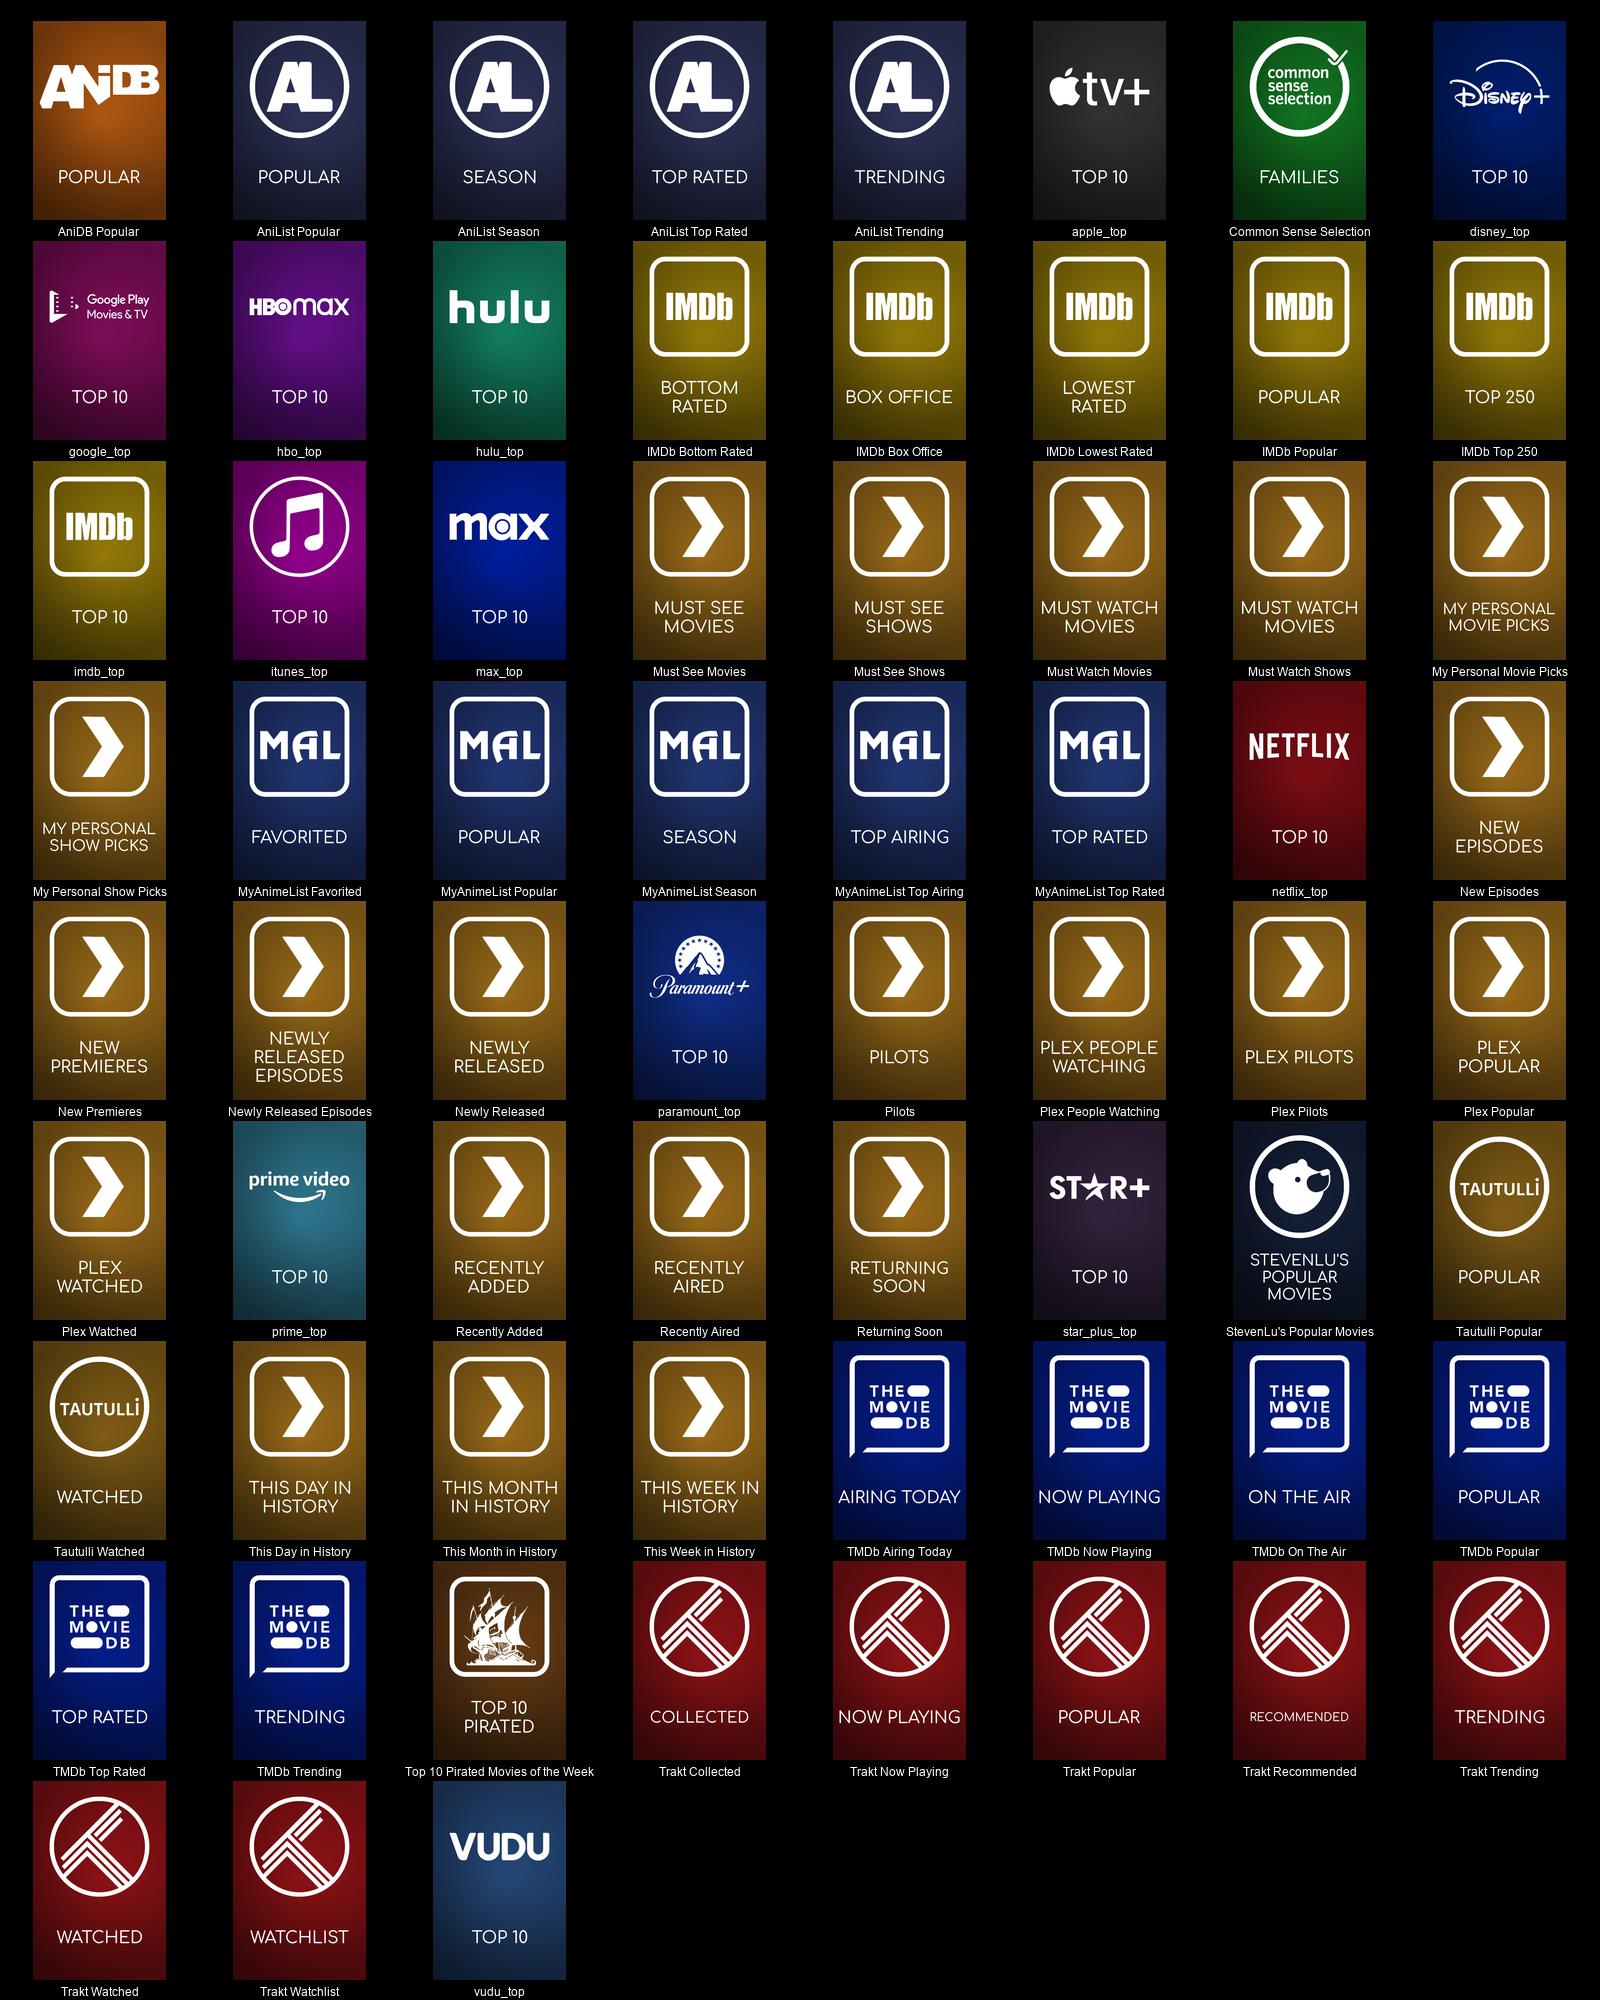 ANiDB
POPULAR
AniDB Popular
AL
POPULAR
AniList Popular
AL
SEASON
AniList Season
AL
TOP RATED
AniList Top Rated
AL
TRENDING
AniList Trending
tv+
TOP 10
apple_top
common
sense
selection
FAMILIES
Common Sense Selection
Disney+
TOP 10
disney_top
Google Play
Movies & TV
TOP 10
google_top
HBOmax
TOP 10
hbo_top
hulu
TOP 10
hulu_top
IMDb
BOTTOM
RATED
IMDb Bottom Rated
IMDb
BOX OFFICE
IMDb Box Office
IMDb
LOWEST
RATED
IMDb Lowest Rated
IMDb
POPULAR
IMDb Popular
IMDb
TOP 250
IMDb Top 250
IMDb
TOP 10
imdb_top
TOP 10
itunes_top
max
TOP 10
max_top
MUST SEE
MOVIES
Must See Movies
MUST SEE
SHOWS
Must See Shows
MUST WATCH
MOVIES
Must Watch Movies
MUST WATCH
MOVIES
Must Watch Shows
MY PERSONAL
MOVIE PICKS
My Personal Movie Picks
MY PERSONAL
SHOW PICKS
My Personal Show Picks
MAL
FAVORITED
MyAnimeList Favorited
MAL
POPULAR
MyAnimeList Popular
MAL
SEASON
MyAnimeList Season
MAL
TOP AIRING
MyAnimeList Top Airing
MAL
TOP RATED
MyAnimeList Top Rated
NETFLIX
TOP 10
netflix_top
NEW
EPISODES
New Episodes
NEW
PREMIERES
New Premieres
NEWLY
RELEASED
EPISODES
Newly Released Episodes
NEWLY
RELEASED
Newly Released
Paramount+
TOP 10
paramount_top
PILOTS
Pilots
PLEX PEOPLE
WATCHING
Plex People Watching
PLEX PILOTS
Plex Pilots
PLEX
POPULAR
Plex Popular
PLEX
WATCHED
Plex Watched
prime video
TOP 10
prime_top
RECENTLY
ADDED
Recently Added
RECENTLY
AIRED
Recently Aired
RETURNING
SOON
Returning Soon
STAR+
TOP 10
star_plus_top
STEVENLU'S
POPULAR
MOVIES
StevenLu's Popular Movies
TAUTULLi
POPULAR
Tautulli Popular
TAUTULLi
WATCHED
Tautulli Watched
THIS DAY IN
HISTORY
This Day in History
THIS MONTH
IN HISTORY
This Month in History
THIS WEEK IN
HISTORY
This Week in History
THE
MOVIE
DB
AIRING TODAY
TMDb Airing Today
THE
MOVIE
DB
NOW PLAYING
TMDb Now Playing
THE
MOVIE
DB
ON THE AIR
TMDb On The Air
THE
MOVIE
DB
POPULAR
TMDb Popular
THE
MOVIE
DB
TOP RATED
TMDb Top Rated
THE
MOVIE
DB
TRENDING
TMDb Trending
TOP 10
PIRATED
Top 10 Pirated Movies of the Week
COLLECTED
Trakt Collected
NOW PLAYING
Trakt Now Playing
POPULAR
Trakt Popular
RECOMMENDED
Trakt Recommended
TRENDING
Trakt Trending
WATCHED
Trakt Watched
WATCHLIST
Trakt Watchlist
VUDU
TOP 10
vudu_top